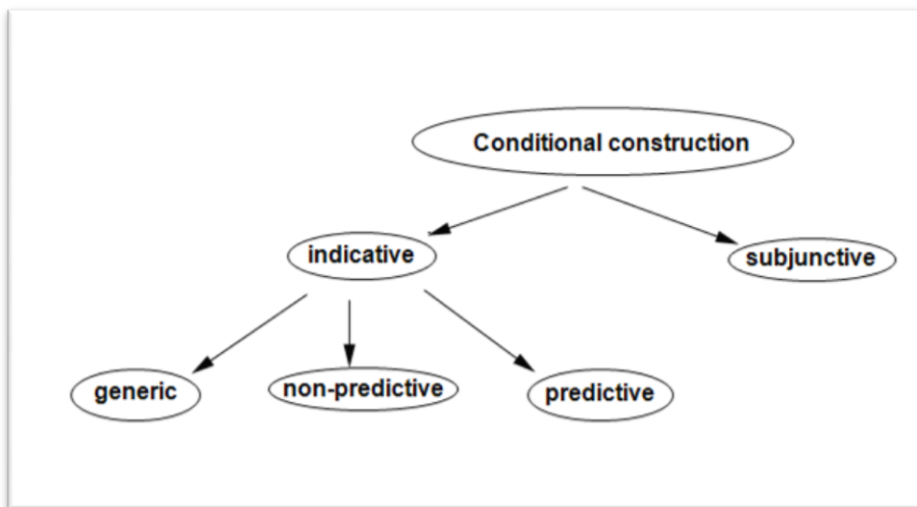 Conditional construction
indicative
subjunctive
generic
non-predictive
predictive